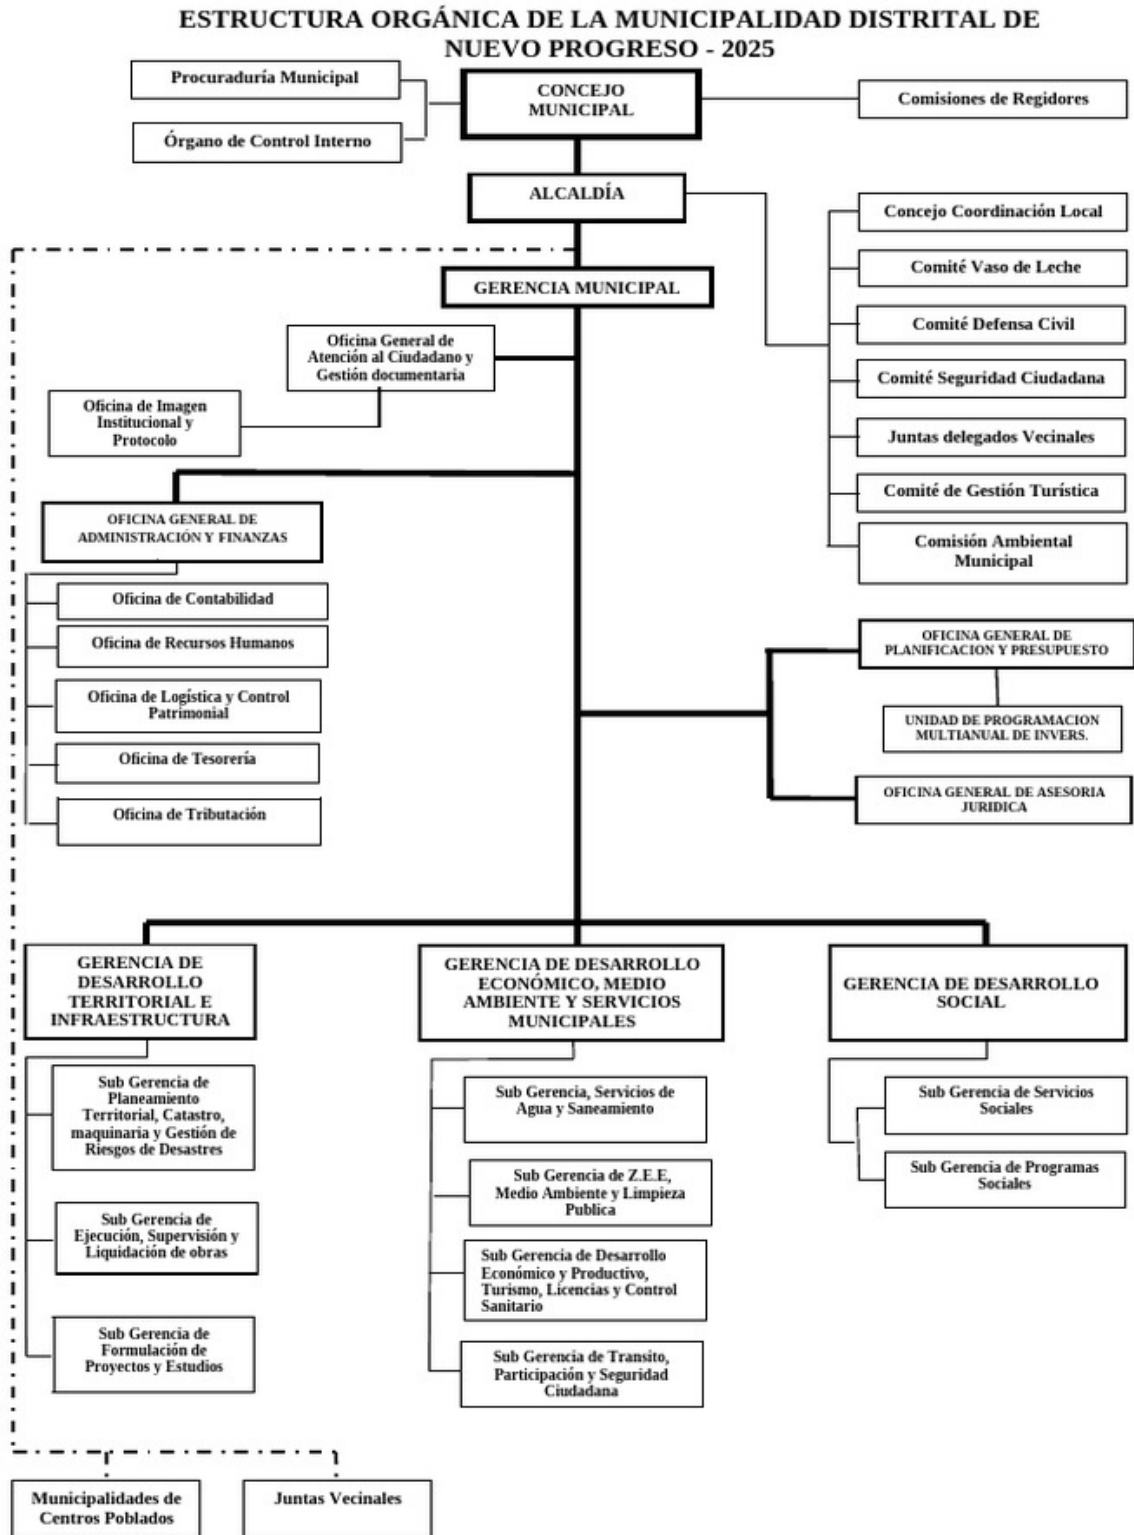 ESTRUCTURA ORGÁNICA DE LA MUNICIPALIDAD DISTRITAL DE
NUEVO PROGRESO - 2025
Procuraduría Municipal
CONCEJO
MUNICIPAL
Comisiones de Regidores
Órgano de Control Interno
ALCALDÍA
Concejo Coordinación Local
Comité Vaso de Leche
GERENCIA MUNICIPAL
Comité Defensa Civil
Oficina General de
Atención al Ciudadano y
Gestión documentaria
Comité Seguridad Ciudadana
Oficina de Imagen
Institucional y
Protocolo
Juntas delegados Vecinales
Comité de Gestión Turística
OFICINA GENERAL DE
ADMINISTRACIÓN Y FINANZAS
Comisión Ambiental
Municipal
Oficina de Contabilidad
Oficina de Recursos Humanos
Oficina de Logística y Control
Patrimonial
Oficina de Tesorería
Oficina de Tributación
OFICINA GENERAL DE
PLANIFICACION Y PRESUPUESTO
UNIDAD DE PROGRAMACION
MULTIANUAL DE INVERS.
OFICINA GENERAL DE ASESORIA
JURIDICA
GERENCIA DE
DESARROLLO
TERRITORIAL E
INFRAESTRUCTURA
Sub Gerencia de
Planeamiento
Territorial, Catastro,
maquinaria y Gestión de
Riesgos de Desastres
Sub Gerencia de
Ejecución, Supervisión y
Liquidación de obras
Sub Gerencia de
Formulación de
Proyectos y Estudios
GERENCIA DE DESARROLLO
ECONÓMICO, MEDIO
AMBIENTE Y SERVICIOS
MUNICIPALES
Sub Gerencia, Servicios de
Agua y Saneamiento
Sub Gerencia de Z.E.E,
Medio Ambiente y Limpieza
Publica
Sub Gerencia de Desarrollo
Económico y Productivo,
Turismo, Licencias y Control
Sanitario
Sub Gerencia de Transito,
Participación y Seguridad
Ciudadana
GERENCIA DE DESARROLLO
SOCIAL
Sub Gerencia de Servicios
Sociales
Sub Gerencia de Programas
Sociales
Municipalidades de
Centros Poblados
Juntas Vecinales